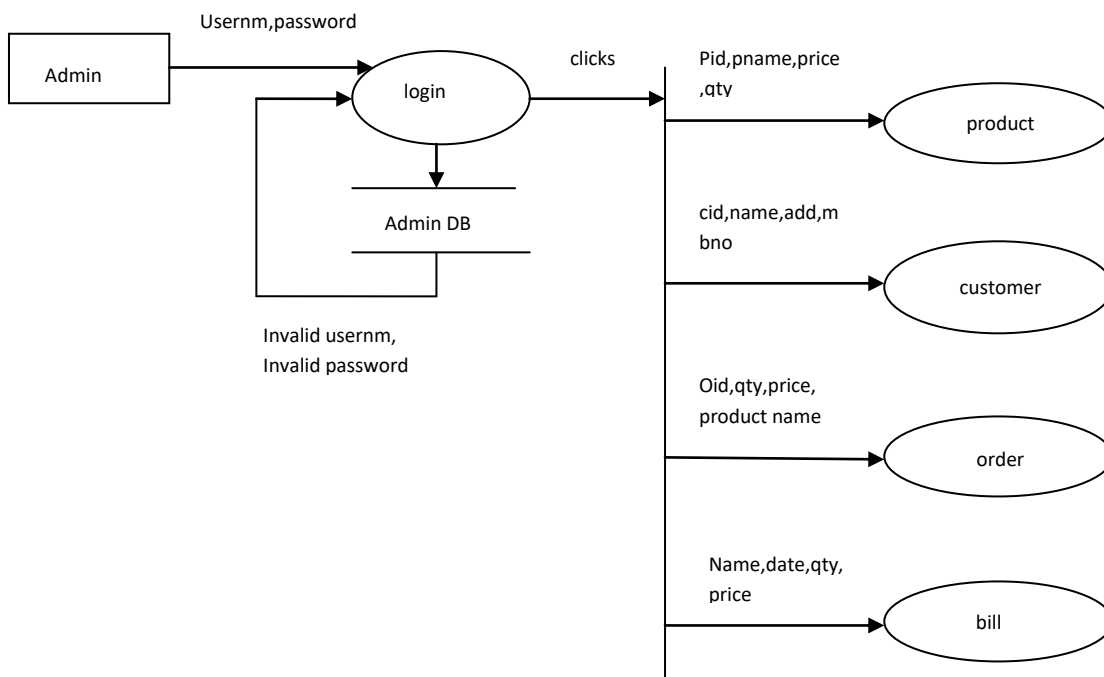 Usernm,password
Admin
login
clicks
Admin DB
Invalid usernm,
Invalid password
Pid,pname,price
,qty
product
cid,name,add,m
bno
customer
Oid,qty,price,
product name
order
Name,date,qty,
price
bill